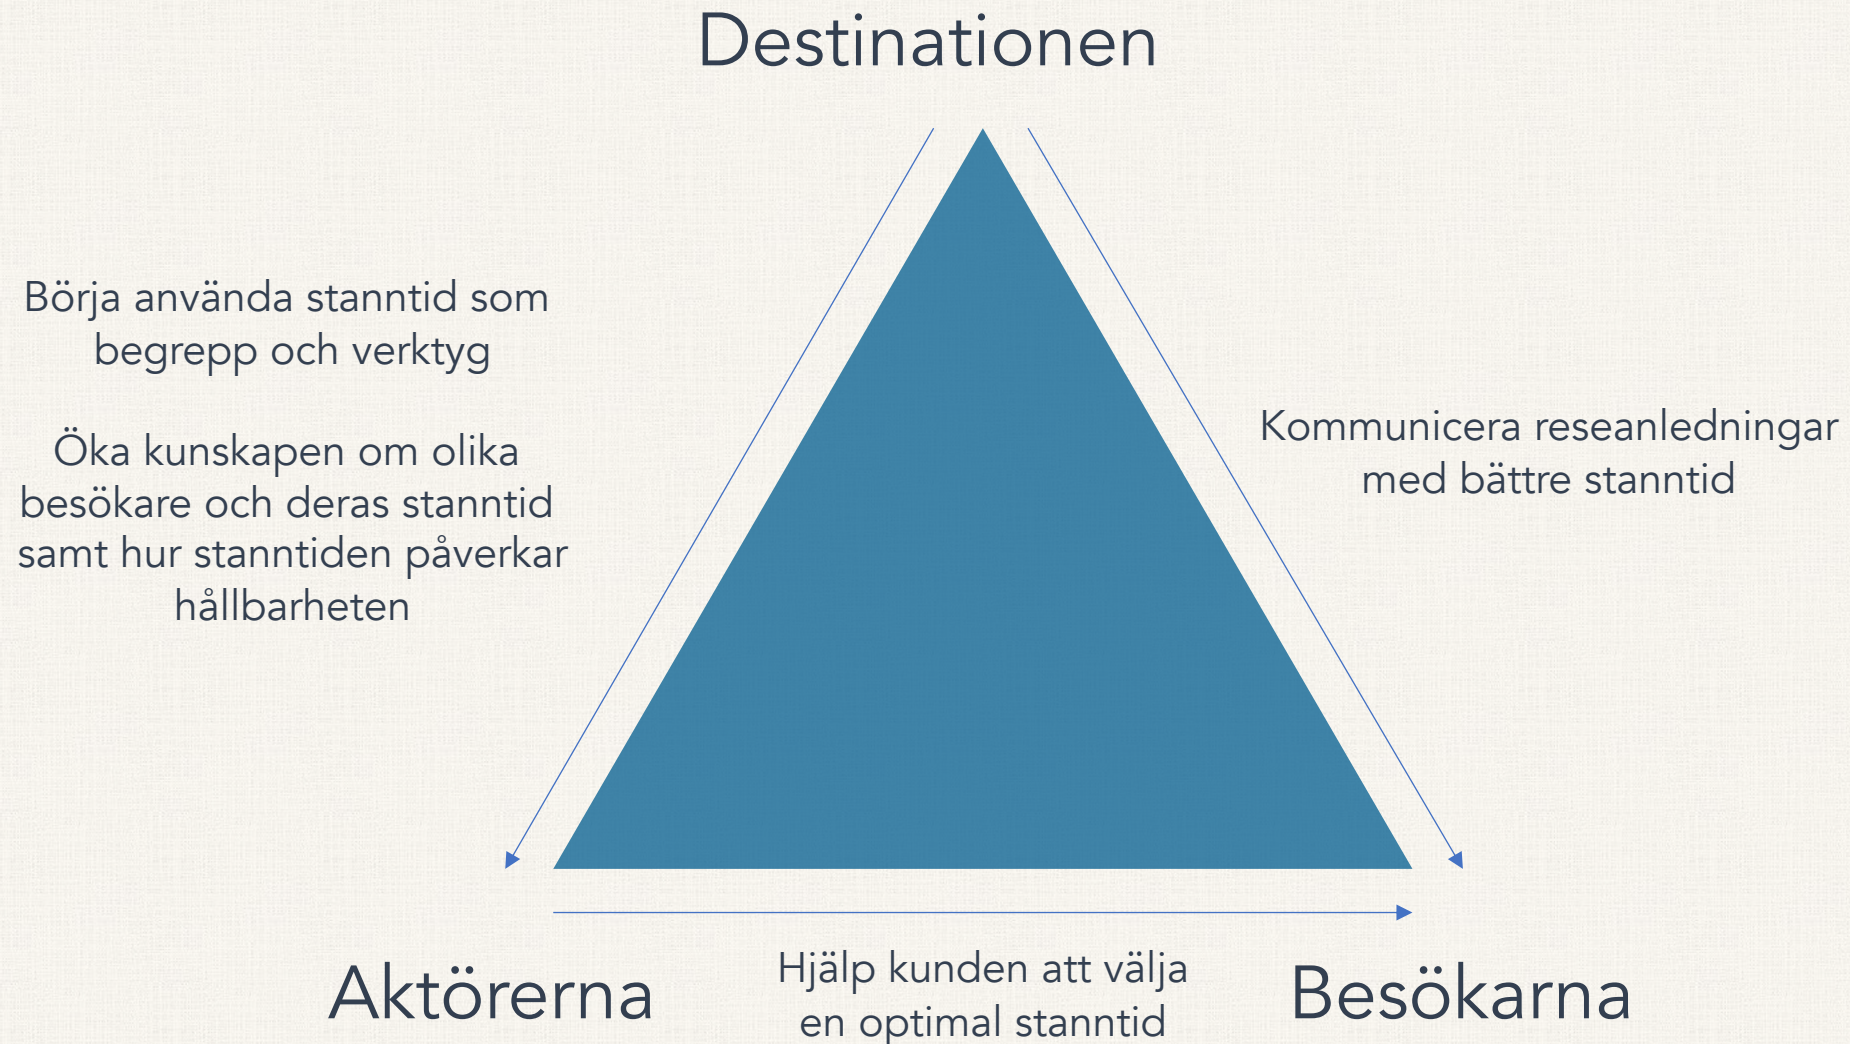 Destinationen
Börja använda stanntid som
begrepp och verktyg
Öka kunskapen om olika
besökare och deras stanntid
samt hur stanntiden påverkar
hållbarheten
Kommunicera reseanledningar
med bättre stanntid
Aktörerna
Hjälp kunden att välja
en optimal stanntid
Besökarna